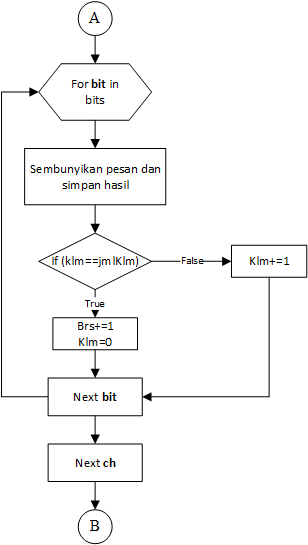 A
For bit in
bits
Sembunyikan pesan dan
simpan hasil
If (klm==jmlKlm)
False
Klm+=1
True
Brs+=1
Klm=0
Next bit
Next ch
B